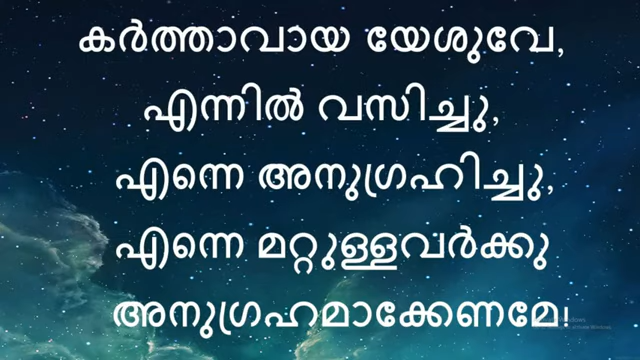 കർത്താവായ യേശുവേ,
എന്നിൽ വസിച്ചു,
എന്നെ അനുഗ്രഹിച്ചു,
എന്നെ മറ്റുള്ളവർക്കു
അനുഗ്രഹമാക്കേണമേ!